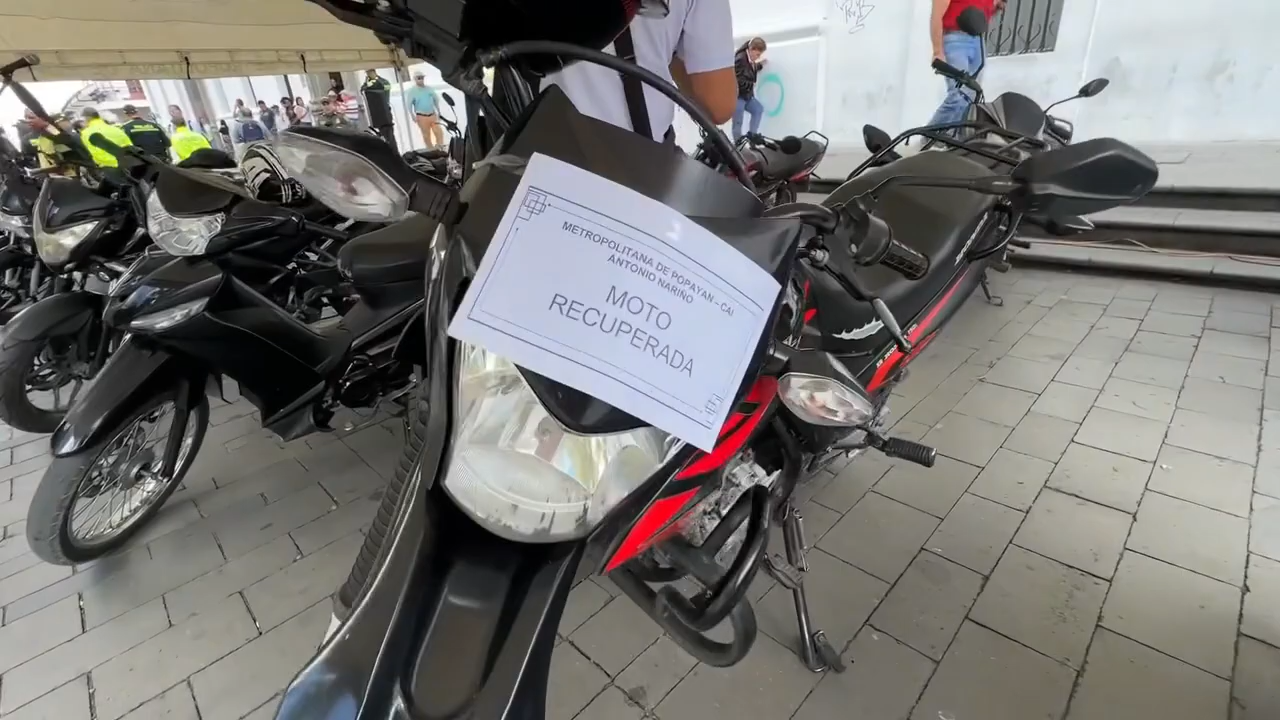 METROPOLITANA DE POPAYAN – CAI
ANTONIO NARIÑO
MOTO
RECUPERADA